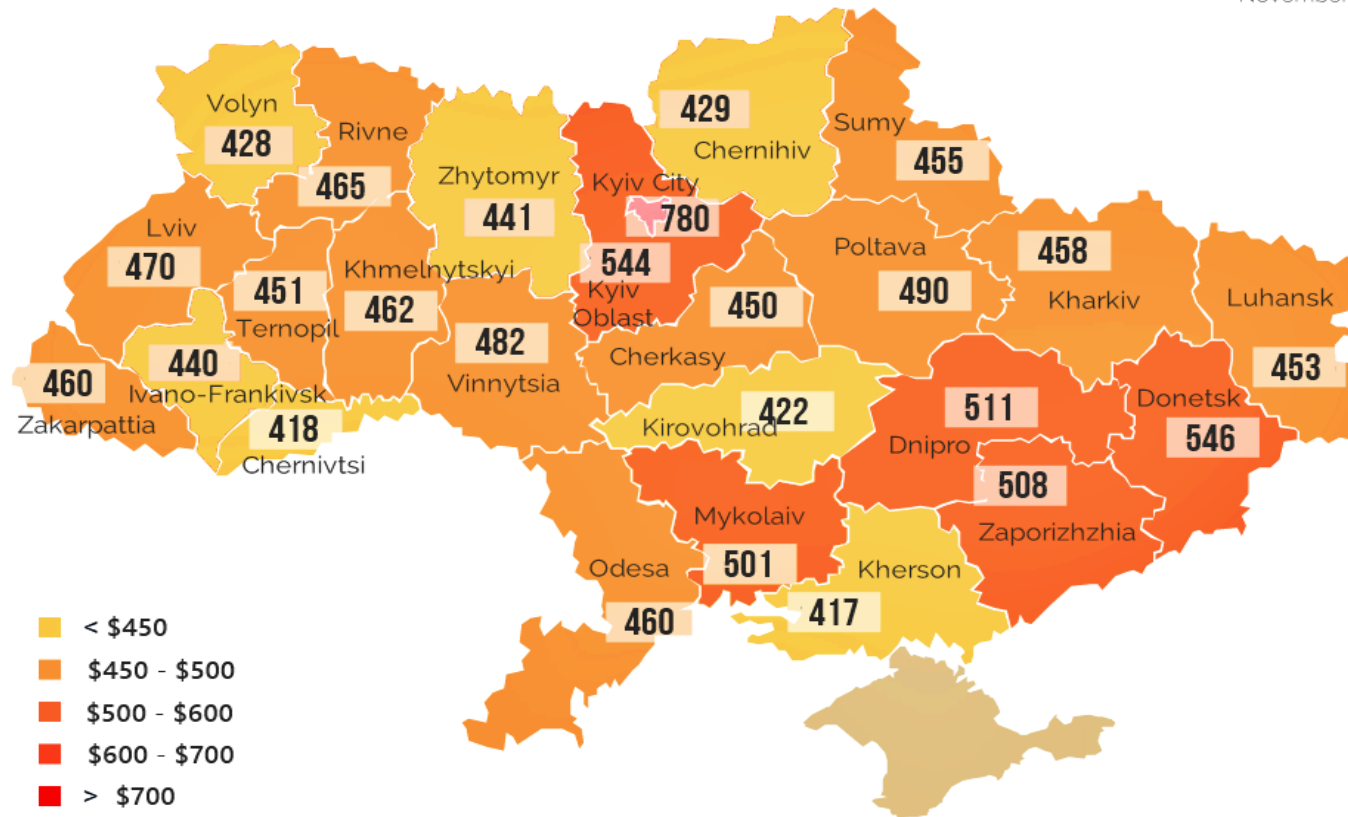 November
Volyn
428
Rivne
465
Zhytomyr
441
Kyiv City
780
544
Kyiv
Oblast
429
Chernihiv
Sumy
455
Lviv
470
451
Ternopil
Khmelnytskyi
462
482
Vinnytsia
450
Cherkasy
Poltava
490
458
Kharkiv
Luhansk
453
460
Zakarpattia
440
Ivano-Frankivsk
418
Chernivtsi
422
Kirovohrad
511
Dnipro
Donetsk
546
508
Zaporizhzhia
Mykolaiv
501
Odesa
460
Kherson
417
< $450
$450 - $500
$500 - $600
$600 - $700
> $700